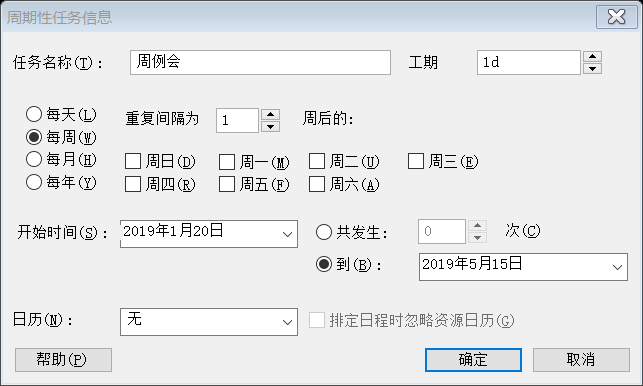 周期性任务信息
任务名称(T): 周例会 工期 1d
每天(L) 重复间隔为 1 周后的:
每周(W)
每月(H) 周日(D) 周一(M) 周二(U) 周三(E)
每年(Y) 周四(R) 周五(F) 周六(A)
开始时间(S): 2019年1月20日 共发生: 0 次(C)
到(B): 2019年5月15日
日历(N): 无 排定日程时忽略资源日历(G)
帮助(P) 确定 取消